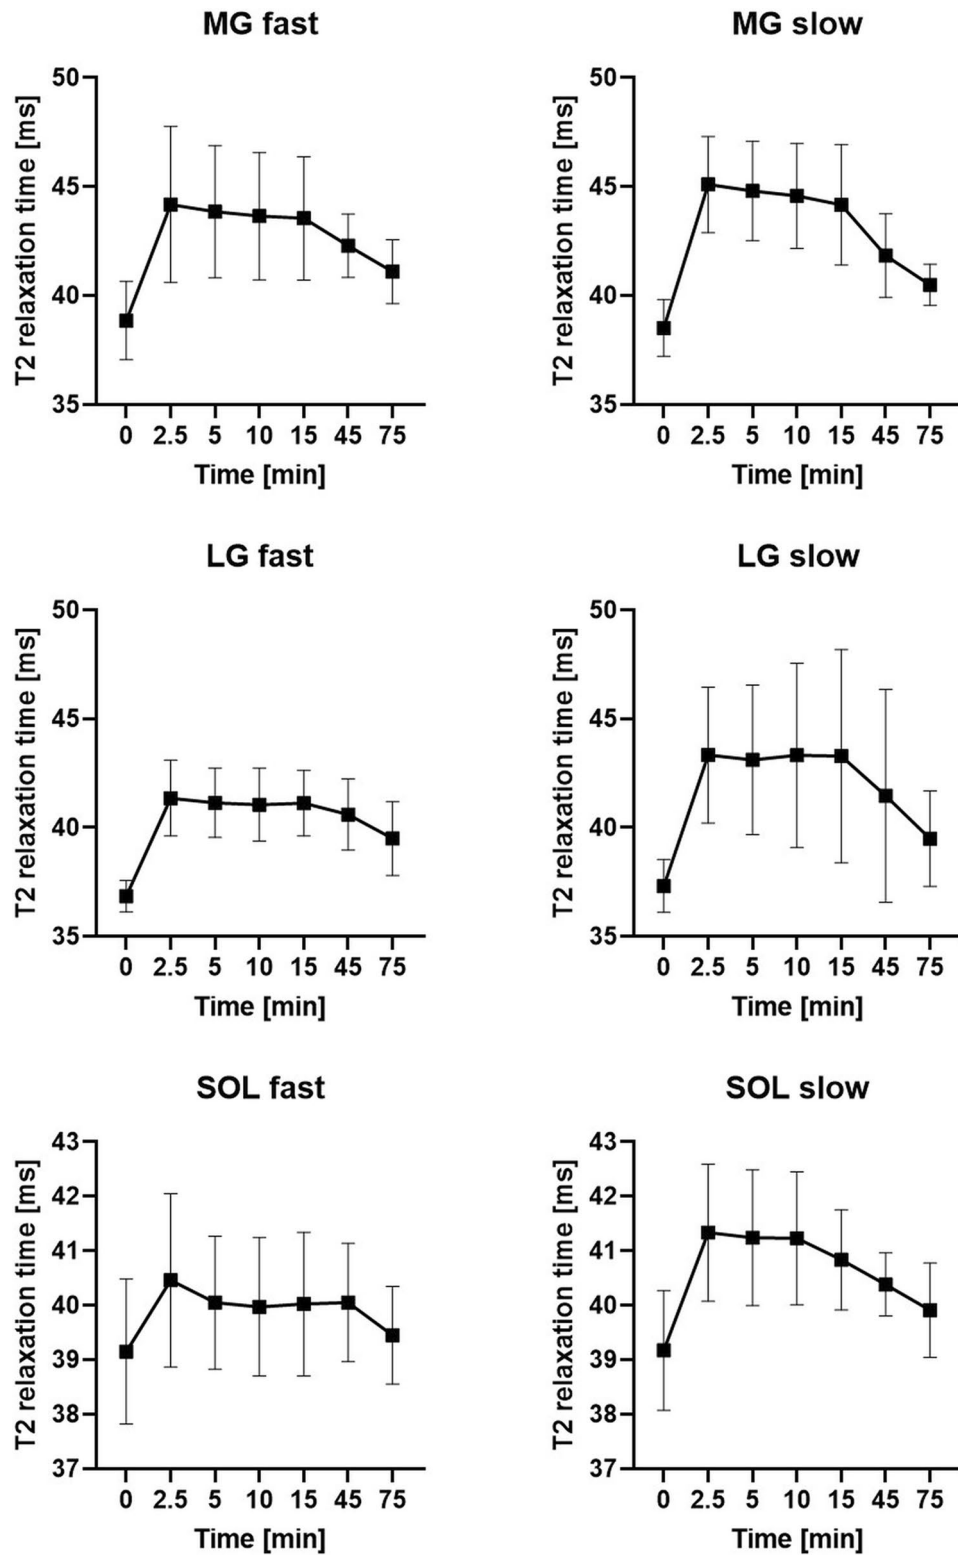 MG fast
MG slow
T2 relaxation time [ms]
50
45
40
35
0 2.5 5 10 15 45 75
Time [min]
T2 relaxation time [ms]
50
45
40
35
0 2.5 5 10 15 45 75
Time [min]
LG fast
LG slow
T2 relaxation time [ms]
50
45
40
35
0 2.5 5 10 15 45 75
Time [min]
T2 relaxation time [ms]
50
45
40
35
0 2.5 5 10 15 45 75
Time [min]
SOL fast
SOL slow
T2 relaxation time [ms]
43
42
41
40
39
38
37
0 2.5 5 10 15 45 75
Time [min]
T2 relaxation time [ms]
43
42
41
40
39
38
37
0 2.5 5 10 15 45 75
Time [min]